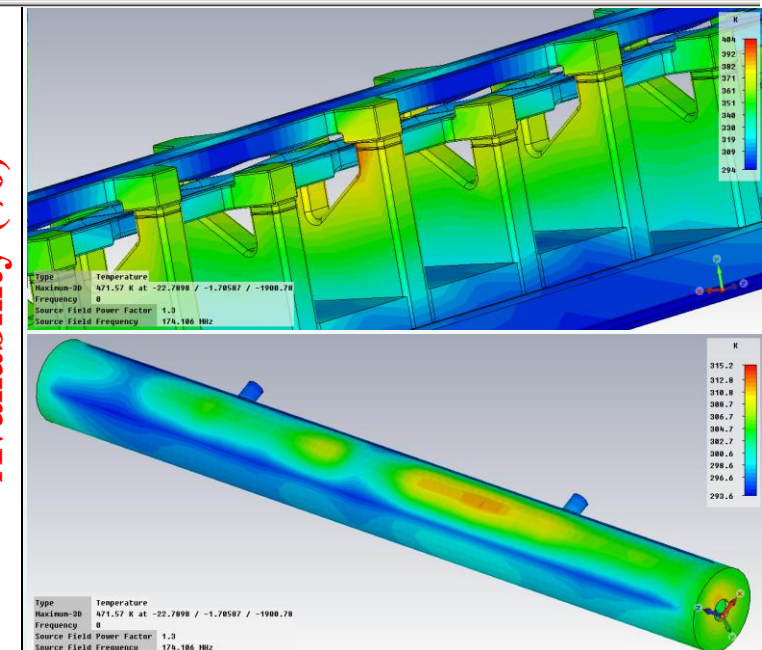 K
404
392
382
371
361
351
340
330
319
309
294
Type Temperature
Maximum-3D 471.57 K at -22.7898 / -1.70587 / -1900.78
Frequency 0
Source Field Power Factor 1.3
Source Field Frequency 174.106 MHz
K
315.2
312.8
310.8
308.7
306.7
304.7
302.7
300.6
298.6
296.6
293.6
Type Temperature
Maximum-3D 471.57 K at -22.7898 / -1.70587 / -1900.78
Frequency 0
Source Field Power Factor 1.3
Source Field Frequency 174.106 MHz